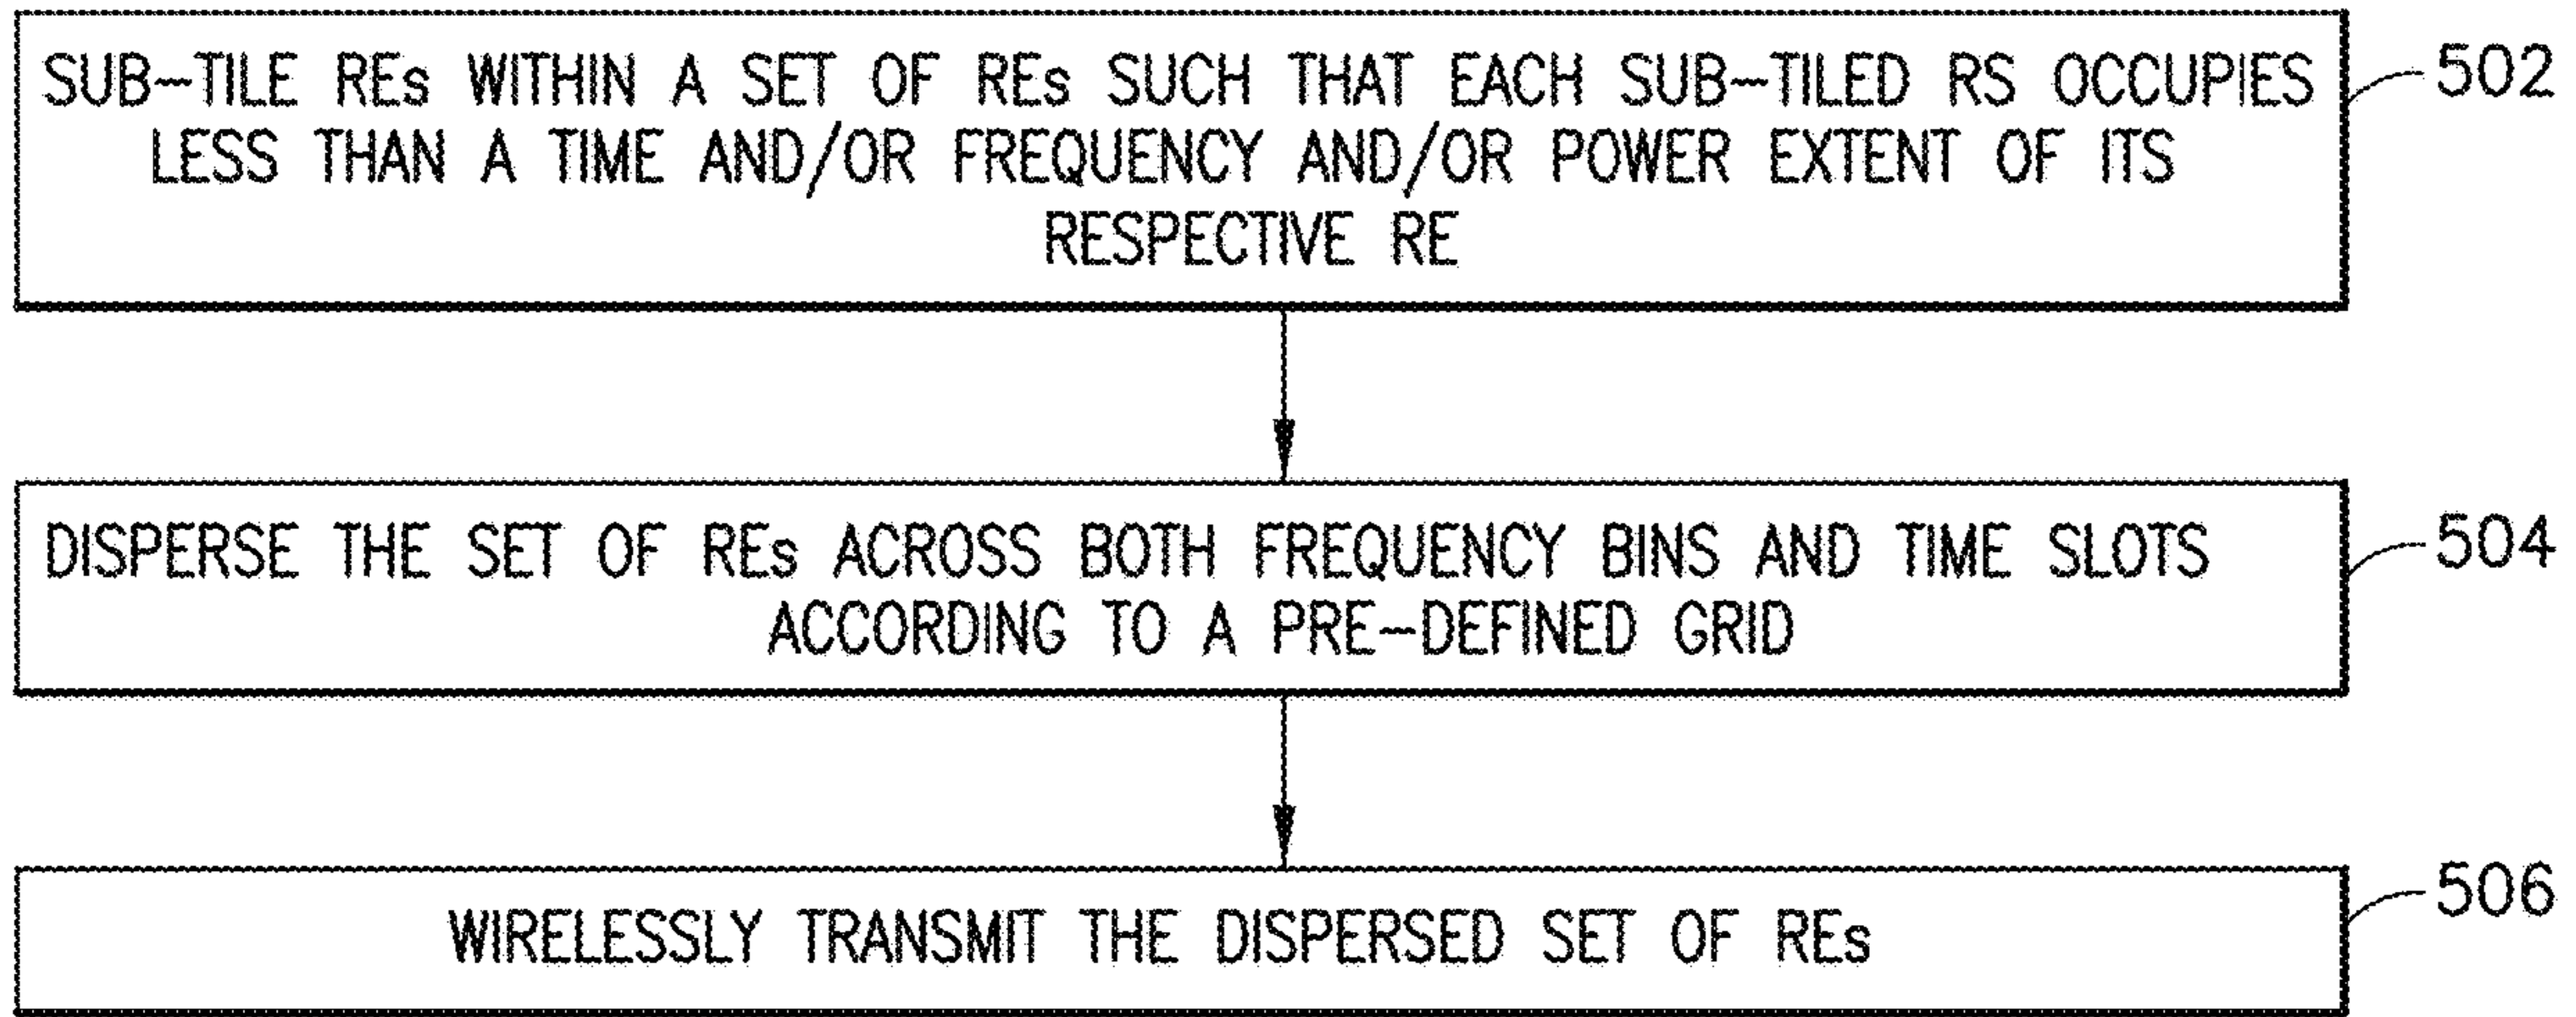 SUB-TILE REs WITHIN A SET OF REs SUCH THAT EACH SUB-TILED RS OCCUPIES
LESS THAN A TIME AND/OR FREQUENCY AND/OR POWER EXTENT OF ITS
RESPECTIVE RE
502
DISPERSE THE SET OF REs ACROSS BOTH FREQUENCY BINS AND TIME SLOTS
ACCORDING TO A PRE-DEFINED GRID
504
WIRELESSLY TRANSMIT THE DISPERSED SET OF REs
506